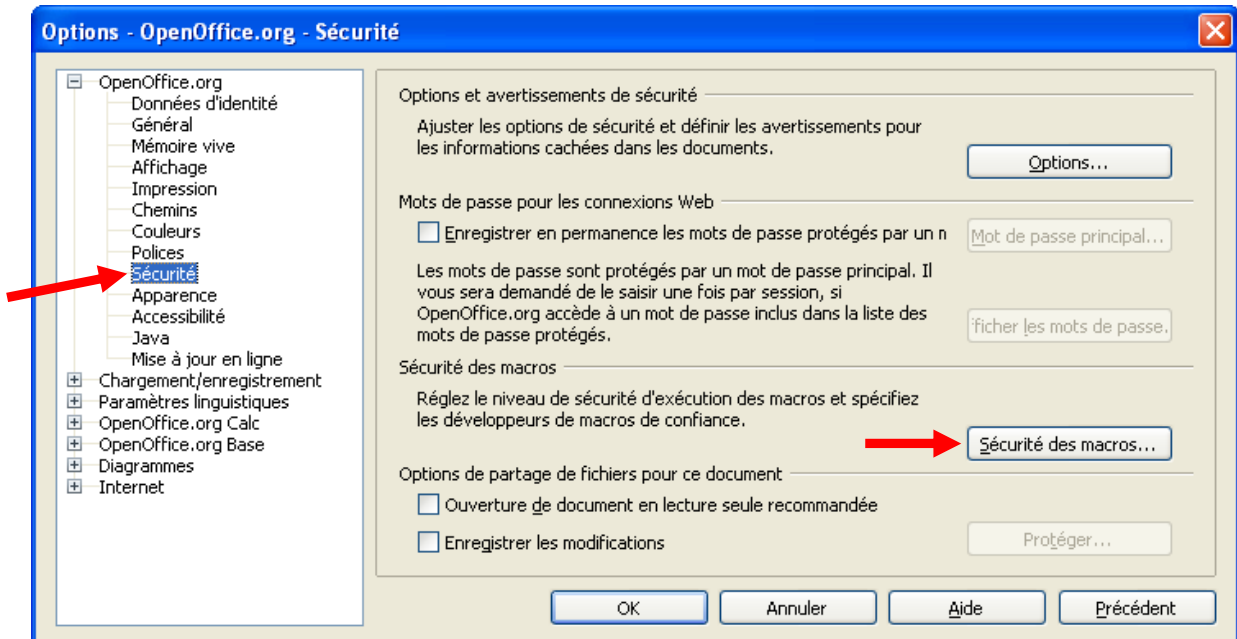 Options - OpenOffice.org - Sécurité
OpenOffice.org
Données d'identité
Général
Mémoire vive
Affichage
Impression
Chemins
Couleurs
Polices
Sécurité
Apparence
Accessibilité
Java
Mise à jour en ligne
Chargement/enregistrement
Paramètres linguistiques
OpenOffice.org Calc
OpenOffice.org Base
Diagrammes
Internet
Options et avertissements de sécurité
Ajuster les options de sécurité et définir les avertissements pour
les informations cachées dans les documents.
Options...
Mots de passe pour les connexions Web
Enregistrer en permanence les mots de passe protégés par un n
Mot de passe principal...
Les mots de passe sont protégés par un mot de passe principal. Il
vous sera demandé de le saisir une fois par session, si
OpenOffice.org accède à un mot de passe inclus dans la liste des
mots de passe protégés.
ficher les mots de passe.
Sécurité des macros
Réglez le niveau de sécurité d'exécution des macros et spécifiez
les développeurs de macros de confiance.
Sécurité des macros...
Options de partage de fichiers pour ce document
Ouverture de document en lecture seule recommandée
Enregistrer les modifications
Protéger...
OK
Annuler
Aide
Précédent